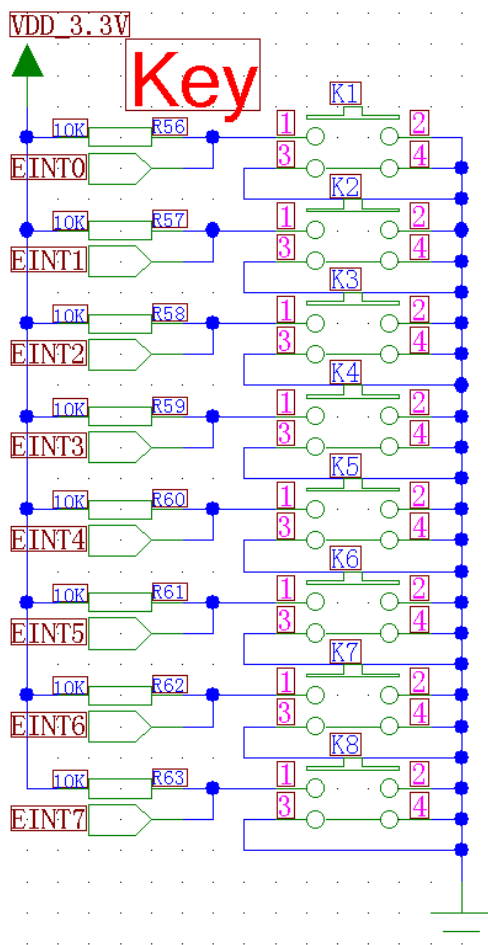 VDD_3.3V
Key
K1
10K R56 1 2
EINT0 3 4
K2
10K R57 1 2
EINT1 3 4
K3
10K R58 1 2
EINT2 3 4
K4
10K R59 1 2
EINT3 3 4
K5
10K R60 1 2
EINT4 3 4
K6
10K R61 1 2
EINT5 3 4
K7
10K R62 1 2
EINT6 3 4
K8
10K R63 1 2
EINT7 3 4